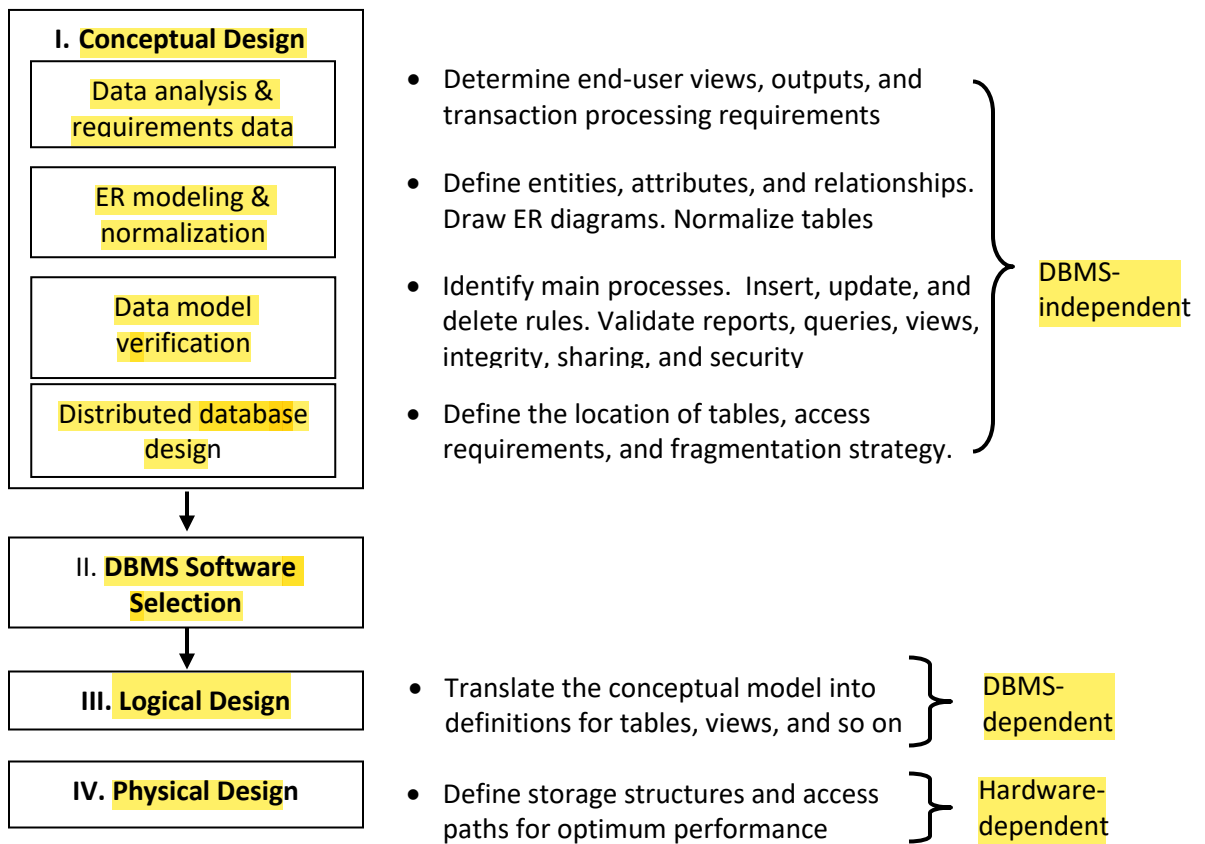 I. Conceptual Design
Data analysis &
requirements data
• Determine end-user views, outputs, and
transaction processing requirements
ER modeling &
normalization
• Define entities, attributes, and relationships.
Draw ER diagrams. Normalize tables
Data model
verification
• Identify main processes. Insert, update, and
delete rules. Validate reports, queries, views,
integrity, sharing, and security
Distributed database
design
• Define the location of tables, access
requirements, and fragmentation strategy.
DBMS-
independent
II. DBMS Software
Selection
III. Logical Design
• Translate the conceptual model into
definitions for tables, views, and so on
DBMS-
dependent
IV. Physical Design
• Define storage structures and access
paths for optimum performance
Hardware-
dependent